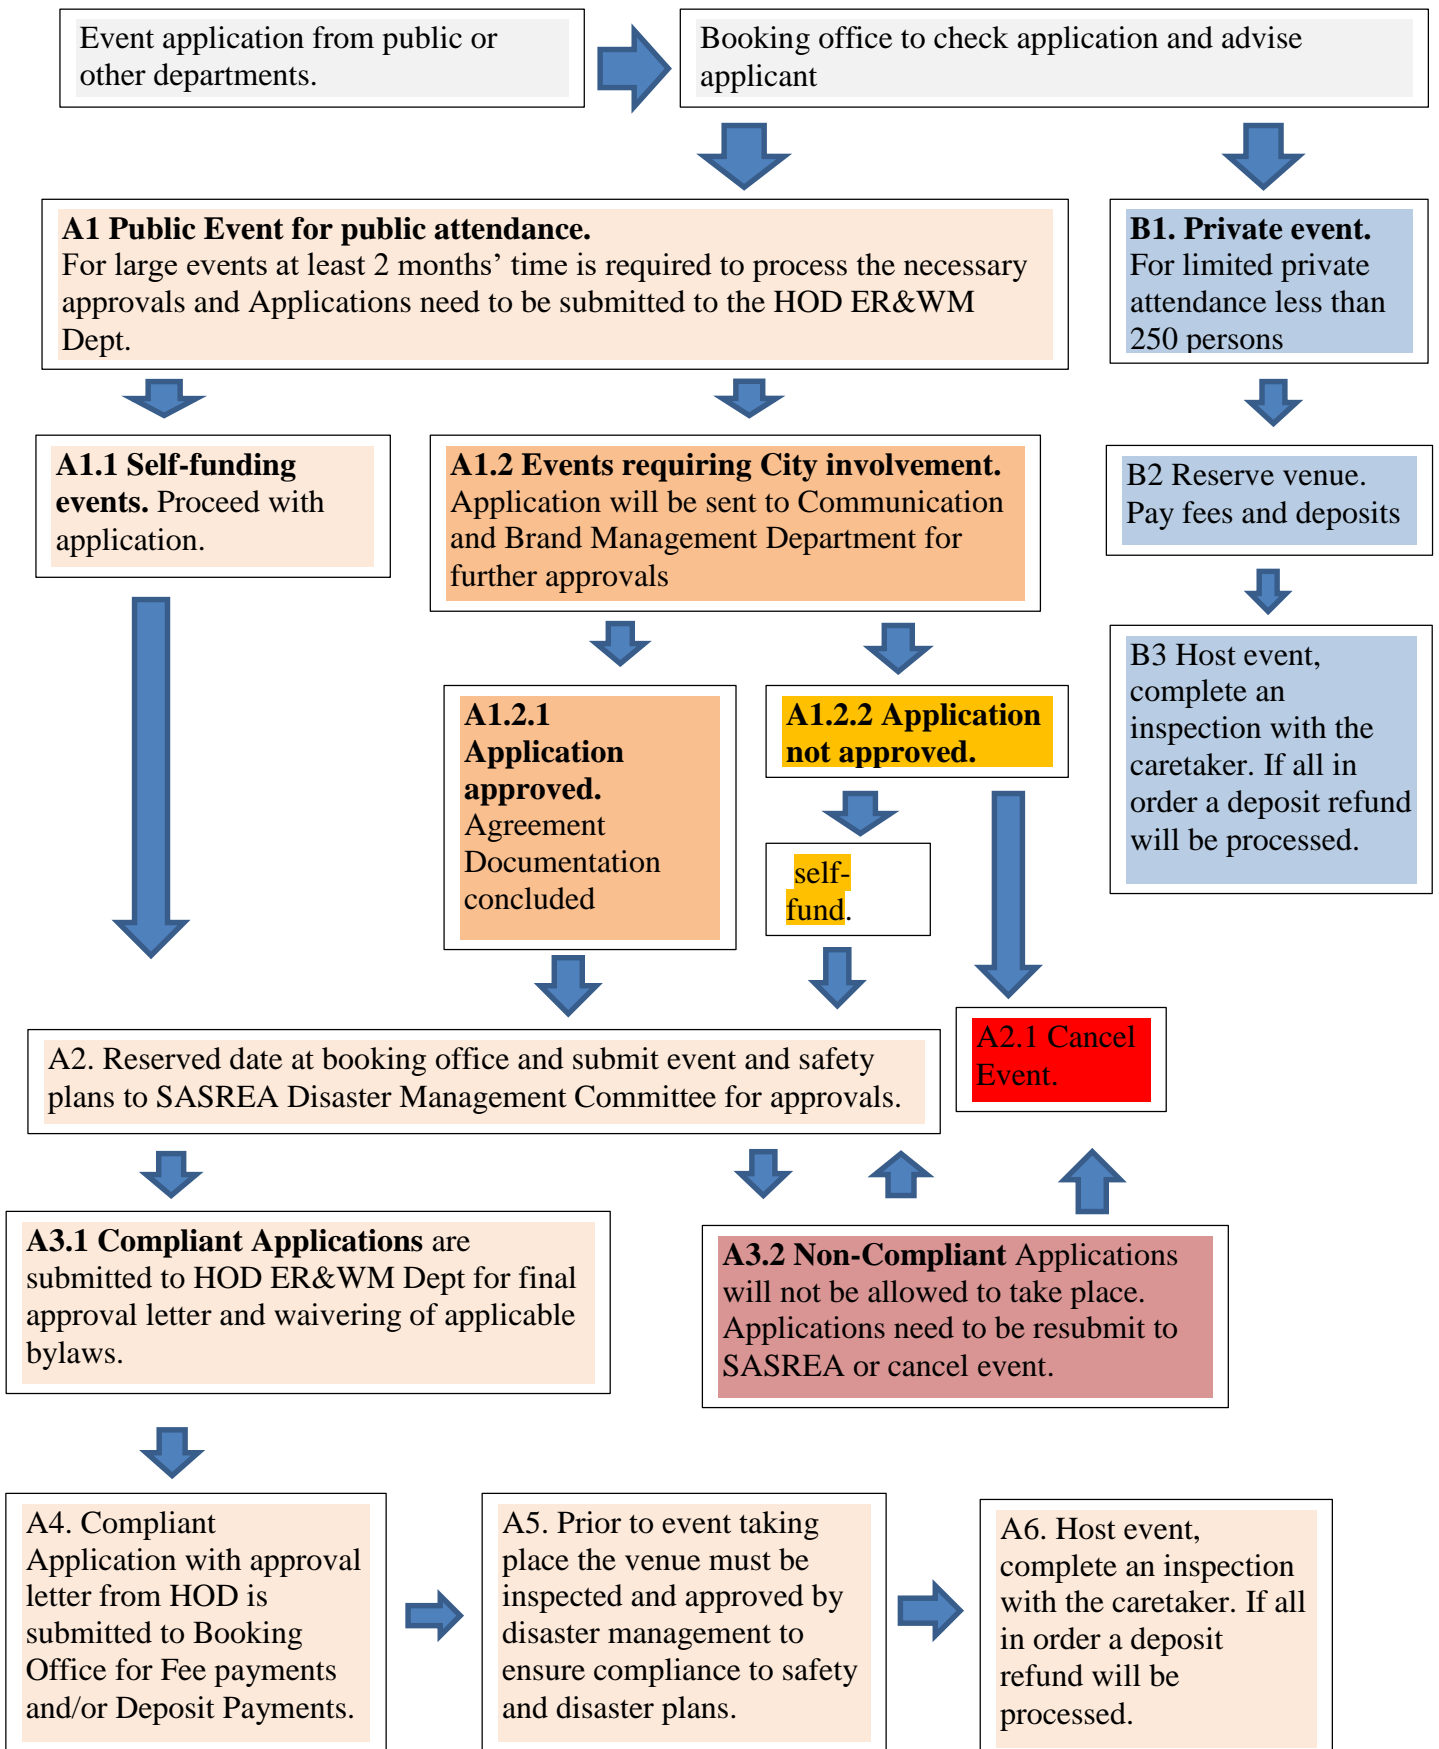 Event application from public or
other departments.
Booking office to check application and advise
applicant
A1 Public Event for public attendance.
For large events at least 2 months’ time is required to process the necessary
approvals and Applications need to be submitted to the HOD ER&WM
Dept.
B1. Private event.
For limited private
attendance less than
250 persons
A1.1 Self-funding
events. Proceed with
application.
A1.2 Events requiring City involvement.
Application will be sent to Communication
and Brand Management Department for
further approvals
B2 Reserve venue.
Pay fees and deposits
A1.2.1
Application
approved.
Agreement
Documentation
concluded
A1.2.2 Application
not approved.
B3 Host event,
complete an
inspection with the
caretaker. If all in
order a deposit refund
will be processed.
self-
fund.
A2. Reserved date at booking office and submit event and safety
plans to SASREA Disaster Management Committee for approvals.
A2.1 Cancel
Event.
A3.1 Compliant Applications are
submitted to HOD ER&WM Dept for final
approval letter and waivering of applicable
bylaws.
A3.2 Non-Compliant Applications
will not be allowed to take place.
Applications need to be resubmit to
SASREA or cancel event.
A4. Compliant
Application with approval
letter from HOD is
submitted to Booking
Office for Fee payments
and/or Deposit Payments.
A5. Prior to event taking
place the venue must be
inspected and approved by
disaster management to
ensure compliance to safety
and disaster plans.
A6. Host event,
complete an inspection
with the caretaker. If all
in order a deposit
refund will be
processed.